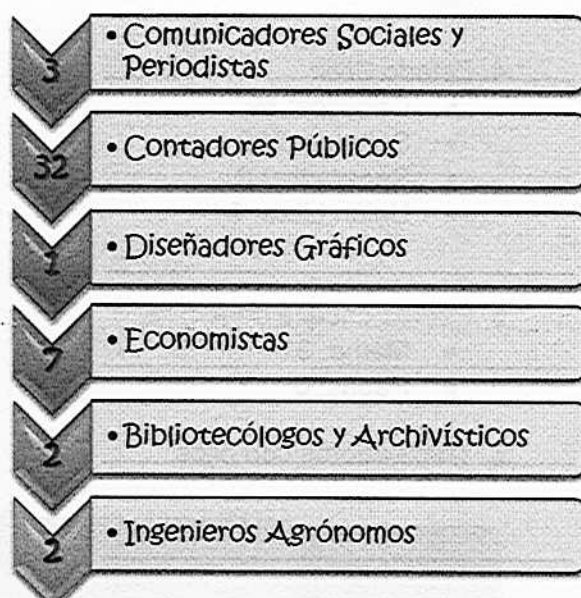 3
• Comunicadores Sociales y
Periodistas
32
• Contadores Públicos
1
• Diseñadores Gráficos
7
• Economistas
2
• Bibliotecólogos y Archivísticos
2
• Ingenieros Agrónomos